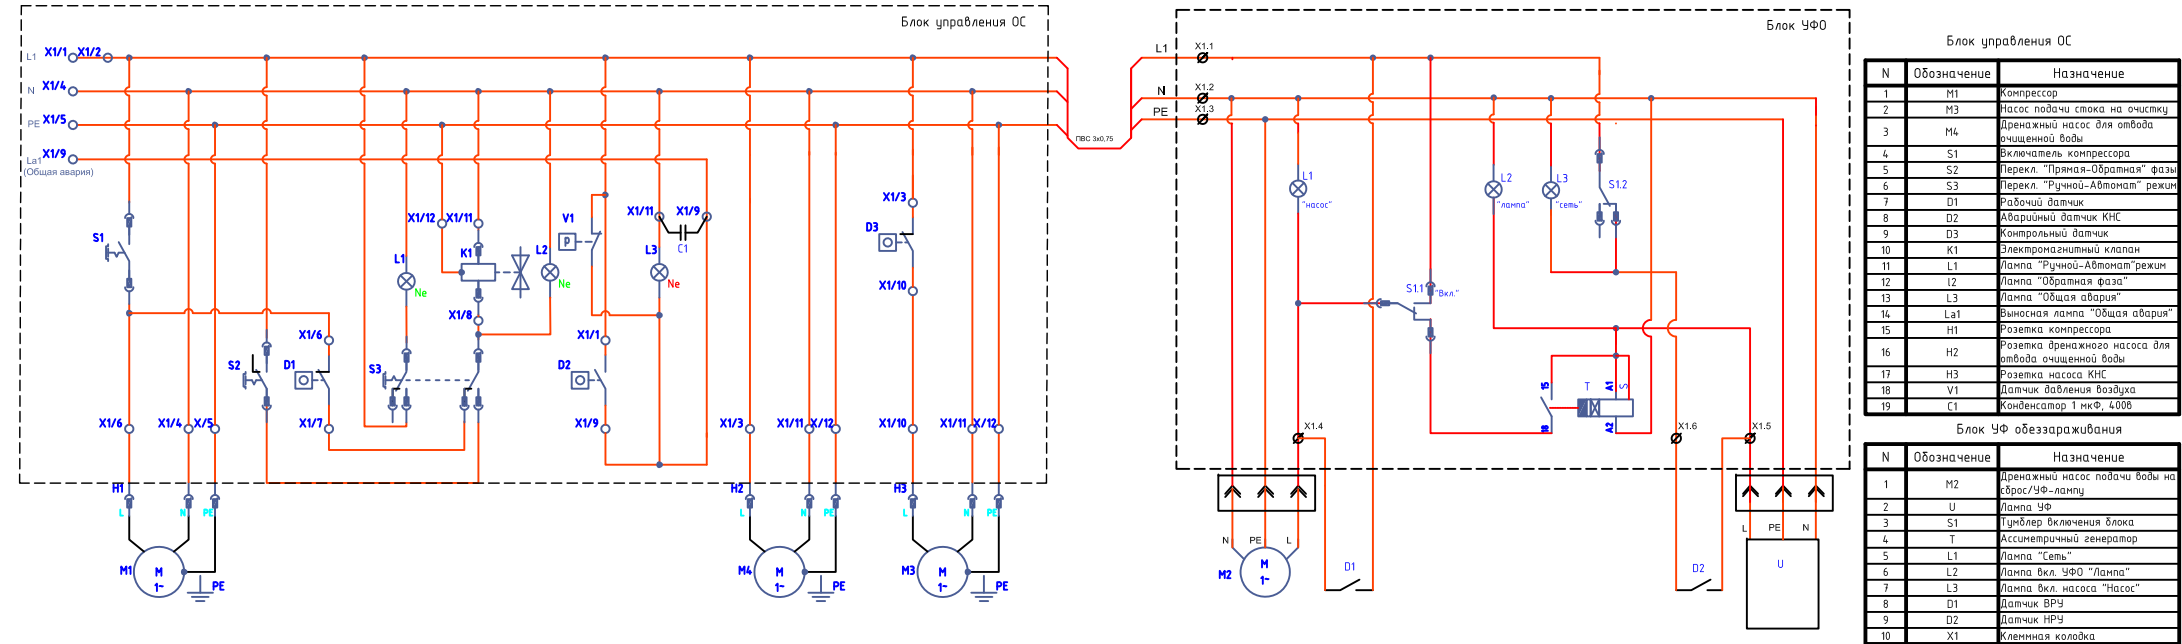 Блок управления ОС
L1 X1/1 X1/2
N X1/4
PE X1/5
La1 X1/9
(Общая авария)
S1
X1/6
S2
D1
X1/6 X1/4 X/5 X1/7
L1
Ne
S3
X1/12 X1/11
K1
X1/8
L2
Ne
V1
P
X1/1
D2
X1/9
X1/11 X1/9
C1
L3
Ne
X1/3
D3
X1/10
X1/3 X1/11 X/12
X1/10 X1/11 X/12
H1
L N PE
M1
M
1~
PE
H2
L N PE
M4
M
1~
PE
H3
L N PE
M3
M
1~
PE
ПВС 3х0,75
Блок УФО
L1 X1.1
N X1.2
PE X1.3
L1
"насос"
L2
"лампа"
L3
"сеть"
S1.2
S1.1
"Вкл."
15 T A1 S
18 A2
X1.4
X1.6
X1.5
N PE L
M2
M
1~
D1
D2
L PE N
U
Блок управления ОС
N Обозначение Назначение
1 M1 Компрессор
2 M3 Насос подачи стока на очистку
3 M4 Дренажный насос для отвода
очищенной воды
4 S1 Включатель компрессора
5 S2 Перекл. "Прямая-Обратная" фазы
6 S3 Перекл. "Ручной-Автомат" режим
7 D1 Рабочий датчик
8 D2 Аварийный датчик КНС
9 D3 Контрольный датчик
10 K1 Электромагнитный клапан
11 L1 Лампа "Ручной-Автомат"режим
12 l2 Лампа "Обратная фаза"
13 L3 Лампа "Общая авария"
14 La1 Выносная лампа "Общая авария"
15 H1 Розетка компрессора
16 H2 Розетка дренажного насоса для
отвода очищенной воды
17 H3 Розетка насоса КНС
18 V1 Датчик давления воздуха
19 C1 Конденсатор 1 мкФ, 400в
Блок УФ обеззараживания
N Обозначение Назначение
1 M2 Дренажный насос подачи воды на
сброс/УФ-лампу
2 U Лампа УФ
3 S1 Тумблер включения блока
4 T Ассиметричный генератор
5 L1 Лампа "Сеть"
6 L2 Лампа вкл. УФО "Лампа"
7 L3 Лампа вкл. насоса "Насос"
8 D1 Датчик ВРУ
9 D2 Датчик НРУ
10 X1 Клеммная колодка